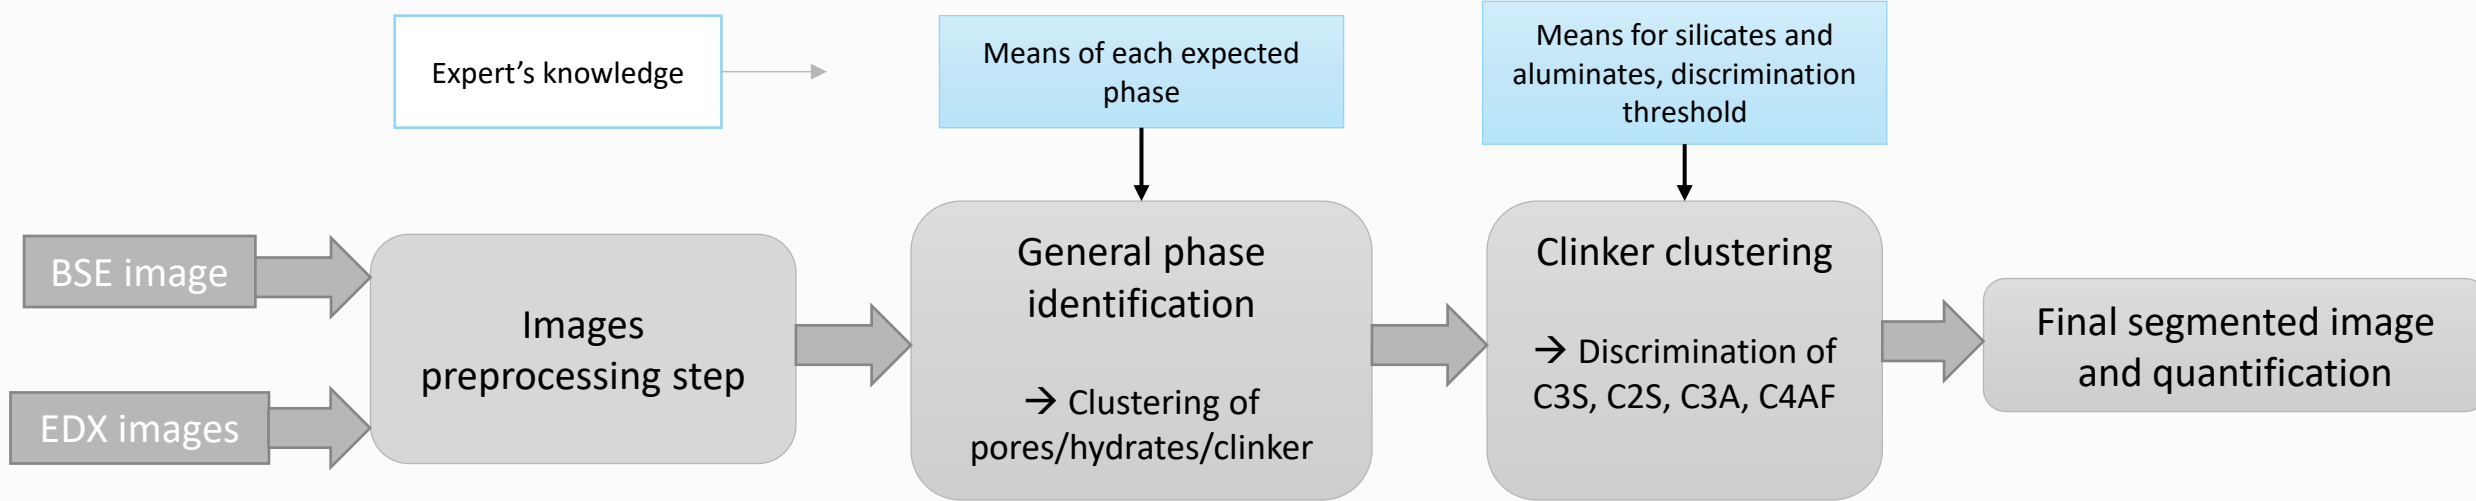 Expert’s knowledge
Means of each expected
phase
Means for silicates and
aluminates, discrimination
threshold
BSE image
EDX images
Images
preprocessing step
General phase
identification
→ Clustering of
pores/hydrates/clinker
Clinker clustering
→ Discrimination of
C3S, C2S, C3A, C4AF
Final segmented image
and quantification